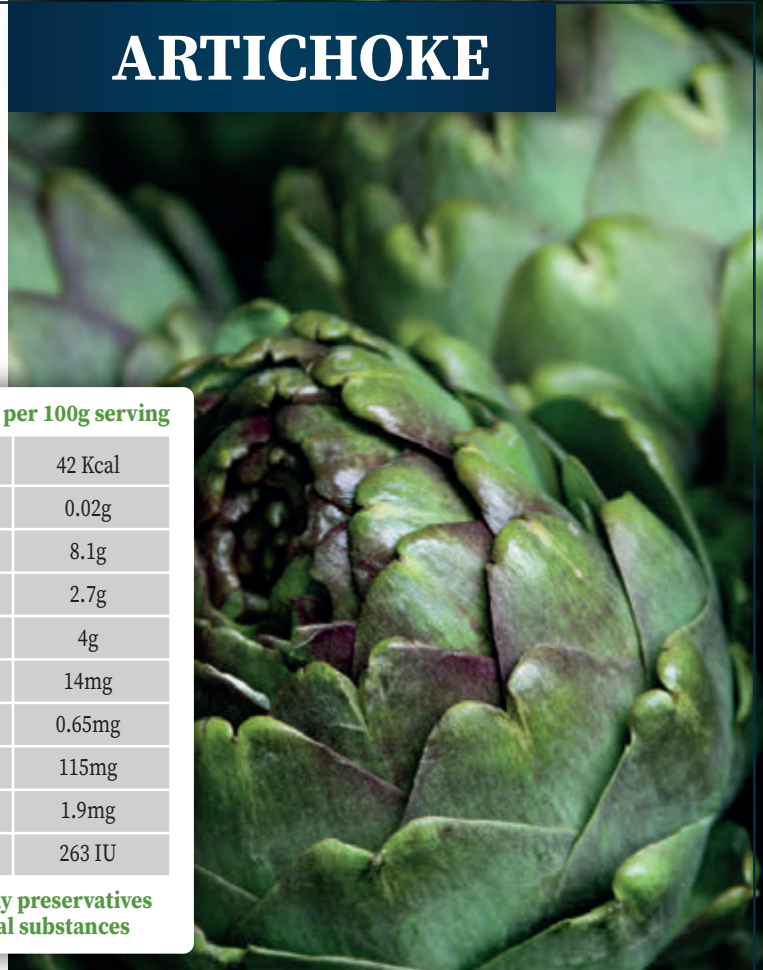 ARTICHOKE
per 100g serving
42 Kcal
0.02g
8.1g
2.7g
4g
14mg
0.65mg
115mg
1.9mg
263 IU
preservatives
substances